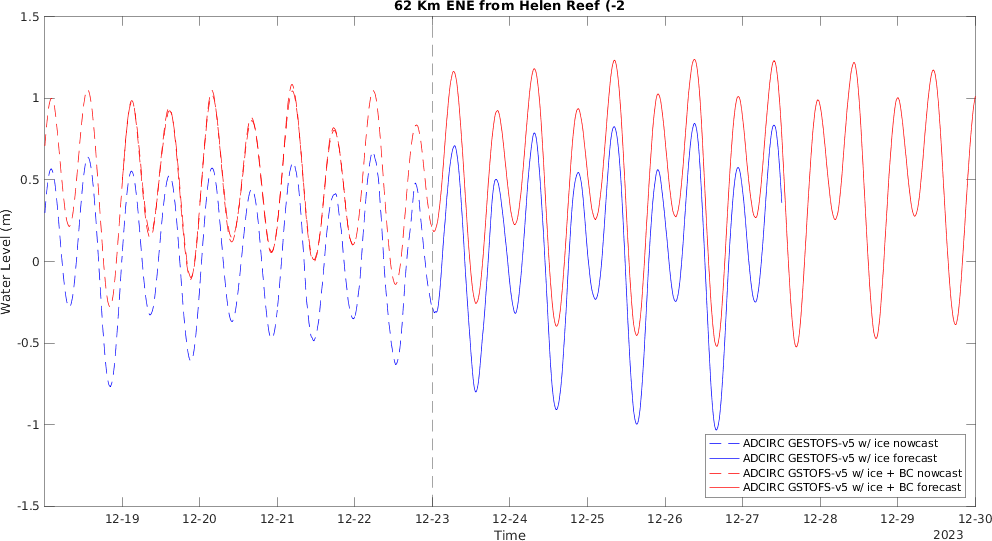 62 Km ENE from Helen Reef (-2
1.5
1
0.5
0
-0.5
-1
-1.5
Water Level (m)
ADCIRC GESTOFS-v5 w/ ice nowcast
ADCIRC GESTOFS-v5 w/ ice forecast
ADCIRC GSTOFS-v5 w/ ice + BC nowcast
ADCIRC GSTOFS-v5 w/ ice + BC forecast
12-19 12-20 12-21 12-22 12-23 12-24 12-25 12-26 12-27 12-28 12-29 12-30
Time
2023